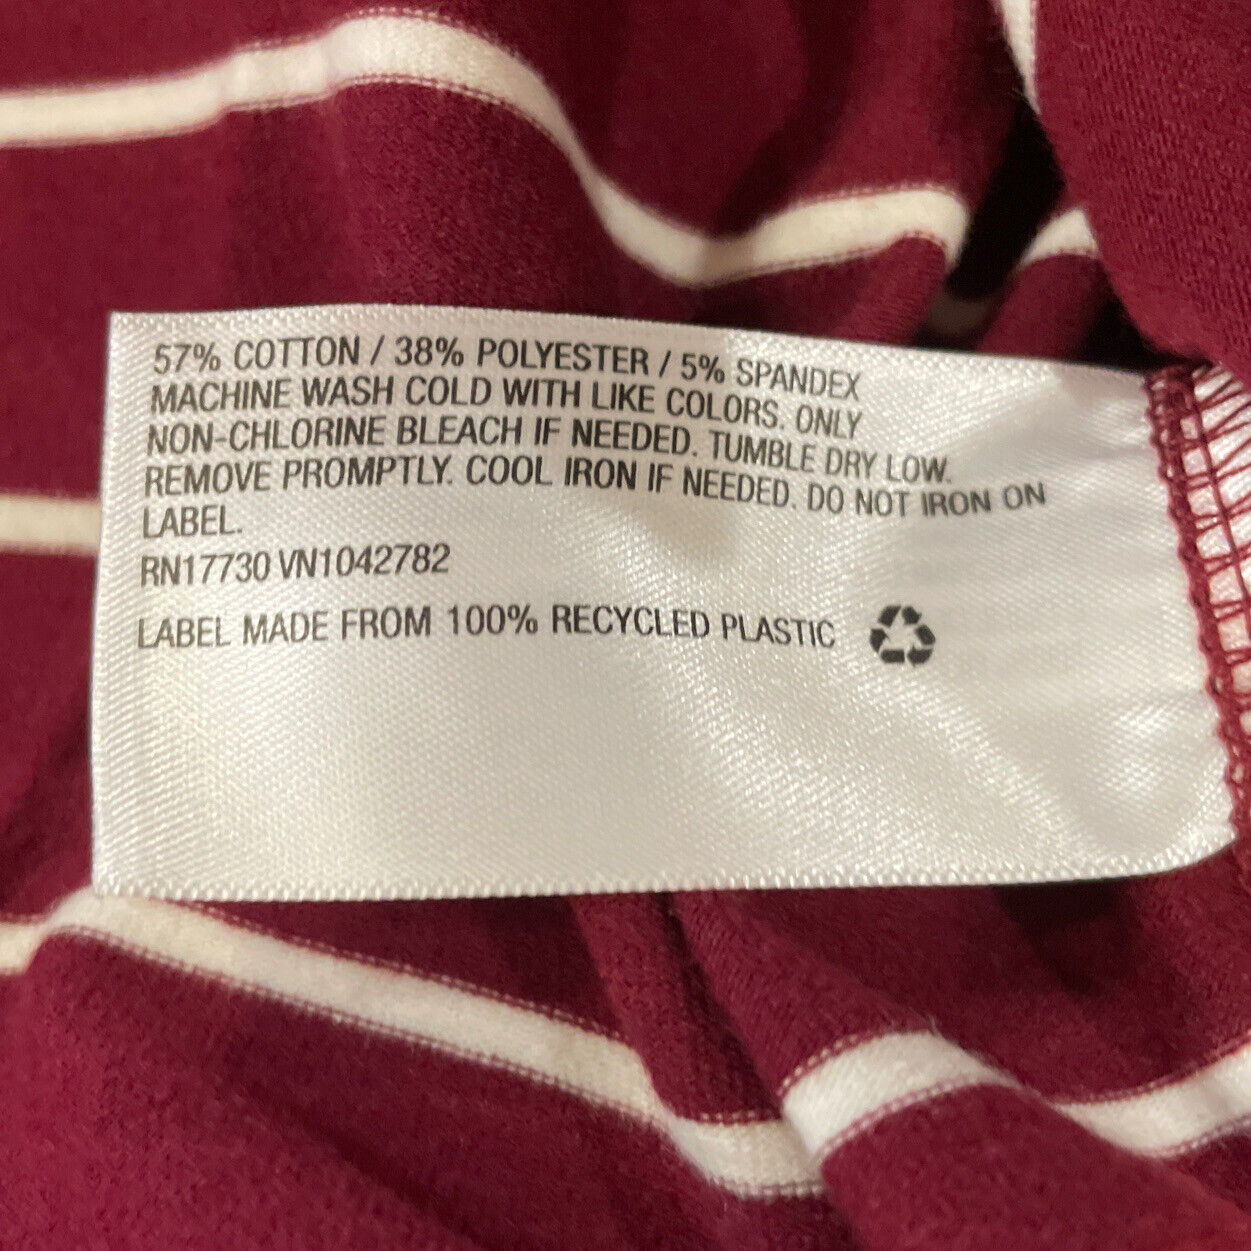 57% COTTON / 38% POLYESTER / 5% SPANDEX
MACHINE WASH COLD WITH LIKE COLORS. ONLY
NON-CHLORINE BLEACH IF NEEDED. TUMBLE DRY LOW.
REMOVE PROMPTLY. COOL IRON IF NEEDED. DO NOT IRON ON
LABEL.
RN17730 VN1042782
LABEL MADE FROM 100% RECYCLED PLASTIC